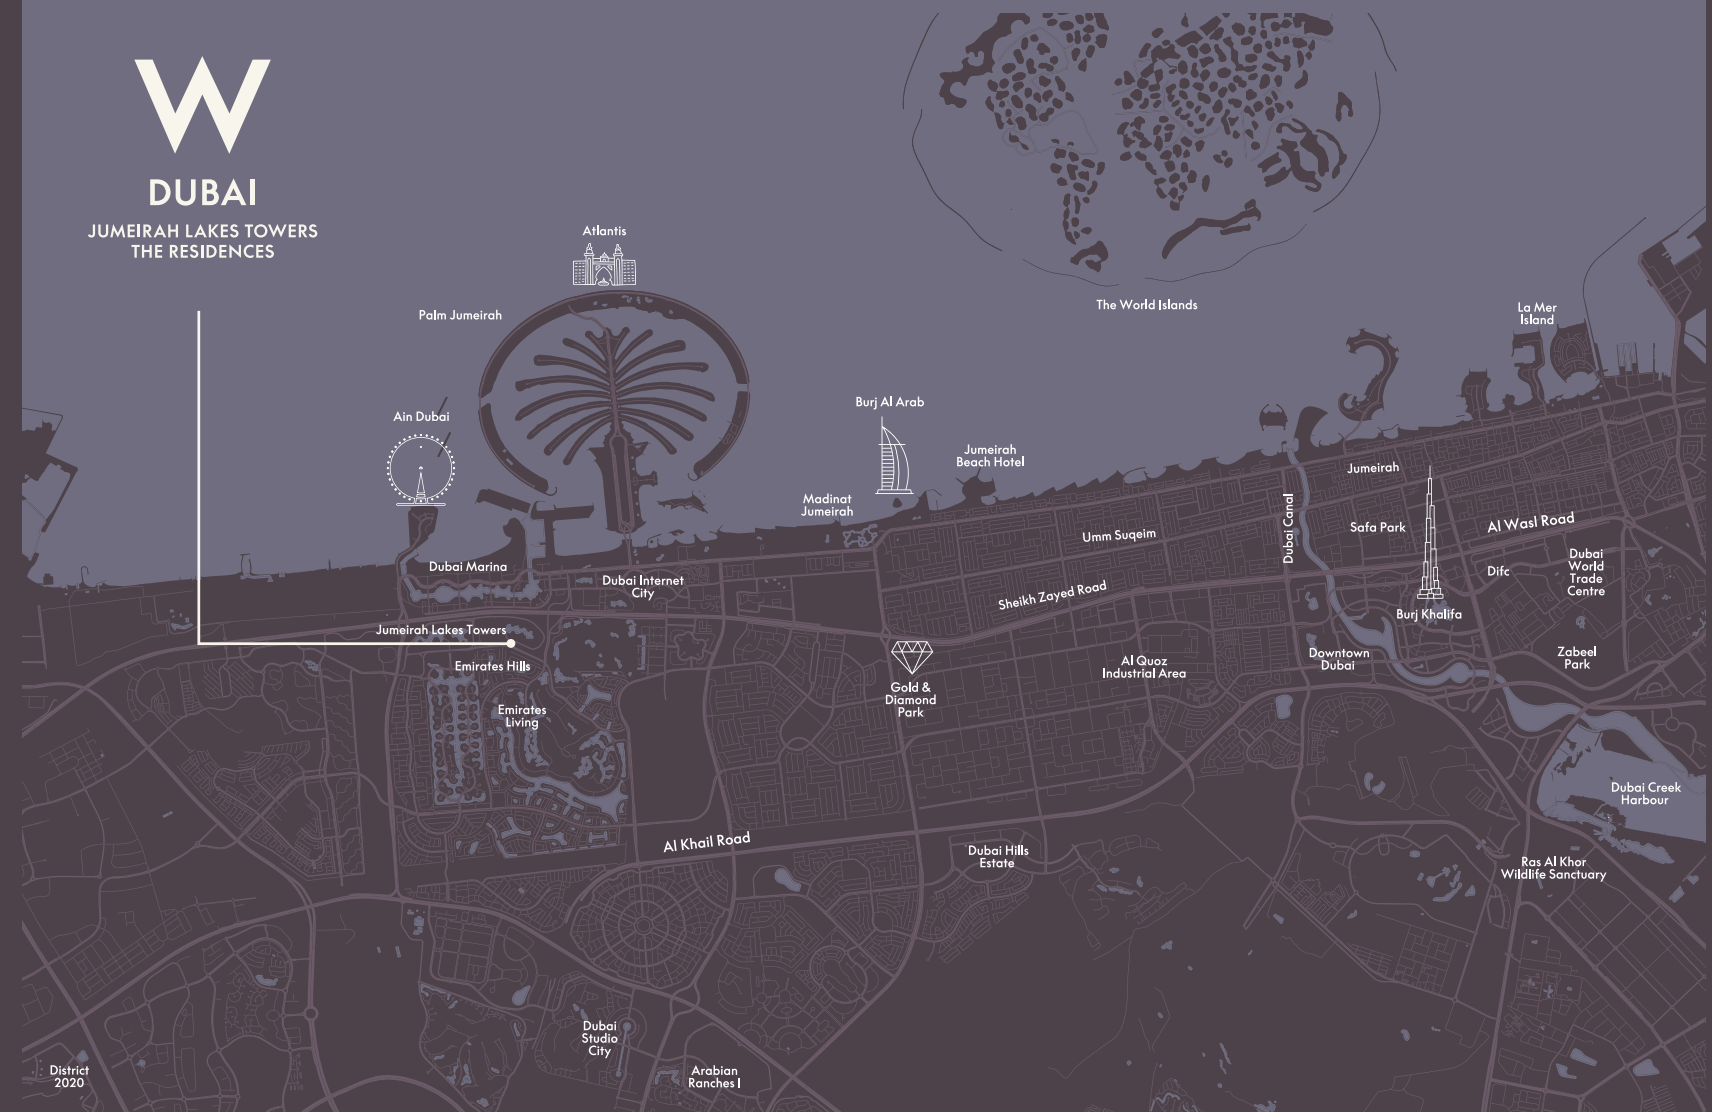 W
DUBAI
JUMEIRAH LAKES TOWERS
THE RESIDENCES
Atlantis
Palm Jumeirah
The World Islands
La Mer
Island
Ain Dubai
Burj Al Arab
Jumeirah
Beach Hotel
Madinat
Jumeirah
Jumeirah
Dubai Canal
Safa Park
Al Wasl Road
Umm Suqeim
Dubai Marina
Dubai Internet
City
Sheikh Zayed Road
Difc
Dubai
World
Trade
Centre
Burj Khalifa
Jumeirah Lakes Towers
Emirates Hills
Emirates
Living
Gold &
Diamond
Park
Al Quoz
Industrial Area
Downtown
Dubai
Zabeel
Park
Dubai Creek
Harbour
Al Khail Road
Dubai Hills
Estate
Ras Al Khor
Wildlife Sanctuary
Dubai
Studio
City
District
2020
Arabian
Ranches I